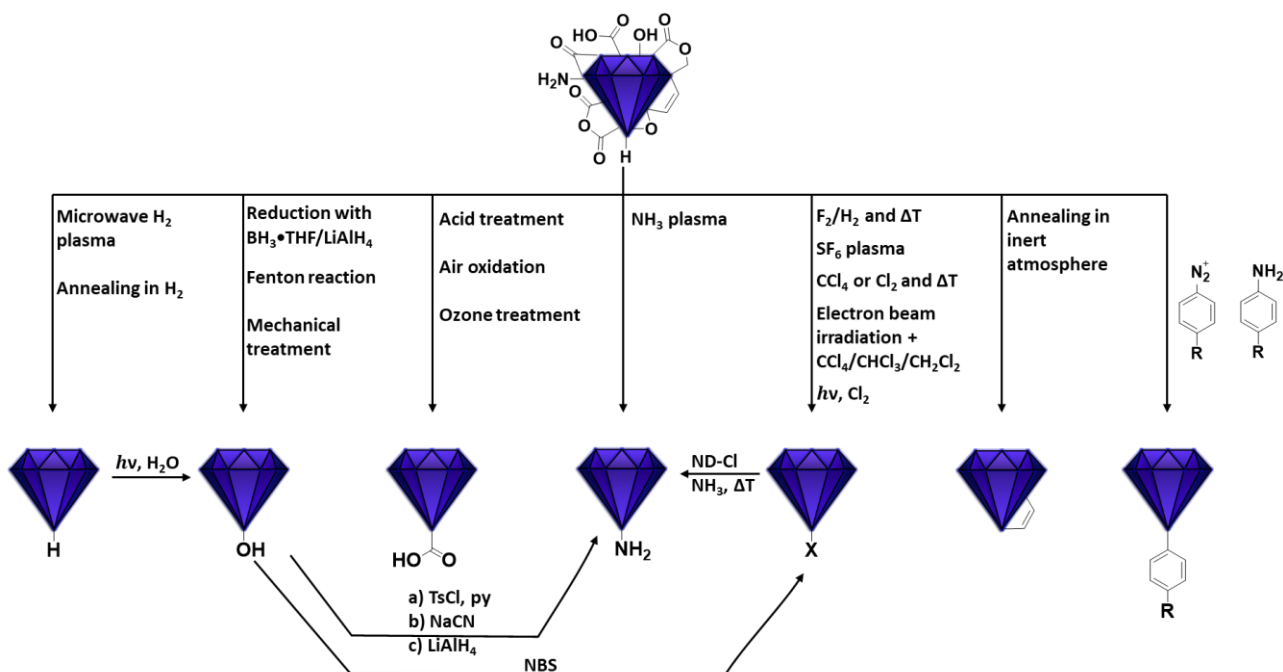 O
HO
O
OH
O
O
H₂N
O
O
O
O
H
Microwave H₂
plasma
Annealing in H₂
Reduction with
BH₃•THF/LiAlH₄
Fenton reaction
Mechanical
treatment
Acid treatment
Air oxidation
Ozone treatment
NH₃ plasma
F₂/H₂ and ΔT
SF₆ plasma
CCl₄ or Cl₂ and ΔT
Electron beam
irradiation +
CCl₄/CHCl₃/CH₂Cl₂
hν, Cl₂
Annealing in
inert
atmosphere
N₂⁺
R
NH₂
R
hν, H₂O
ND-Cl
NH₃, ΔT
H
OH
HO
O
NH₂
X
R
a) TsCl, py
b) NaCN
c) LiAlH₄
NBS